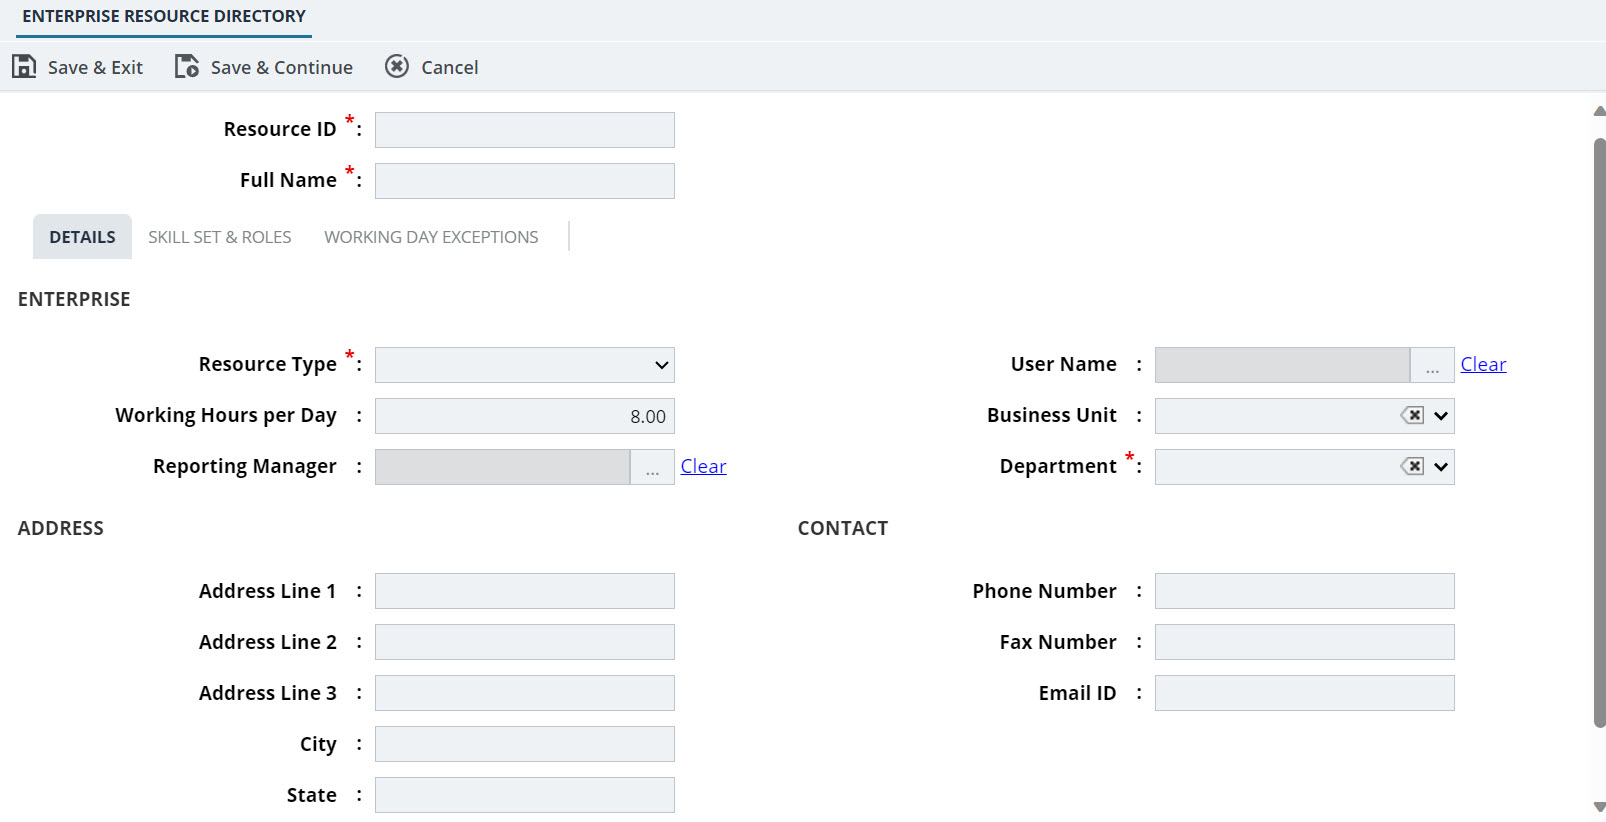 ENTERPRISE RESOURCE DIRECTORY
Save & Exit Save & Continue Cancel
Resource ID * :
Full Name * :
DETAILS SKILL SET & ROLES WORKING DAY EXCEPTIONS
ENTERPRISE
Resource Type * : User Name : ... Clear
Working Hours per Day : 8.00 Business Unit :
Reporting Manager : ... Clear Department * :
ADDRESS CONTACT
Address Line 1 : Phone Number :
Address Line 2 : Fax Number :
Address Line 3 : Email ID :
City :
State :